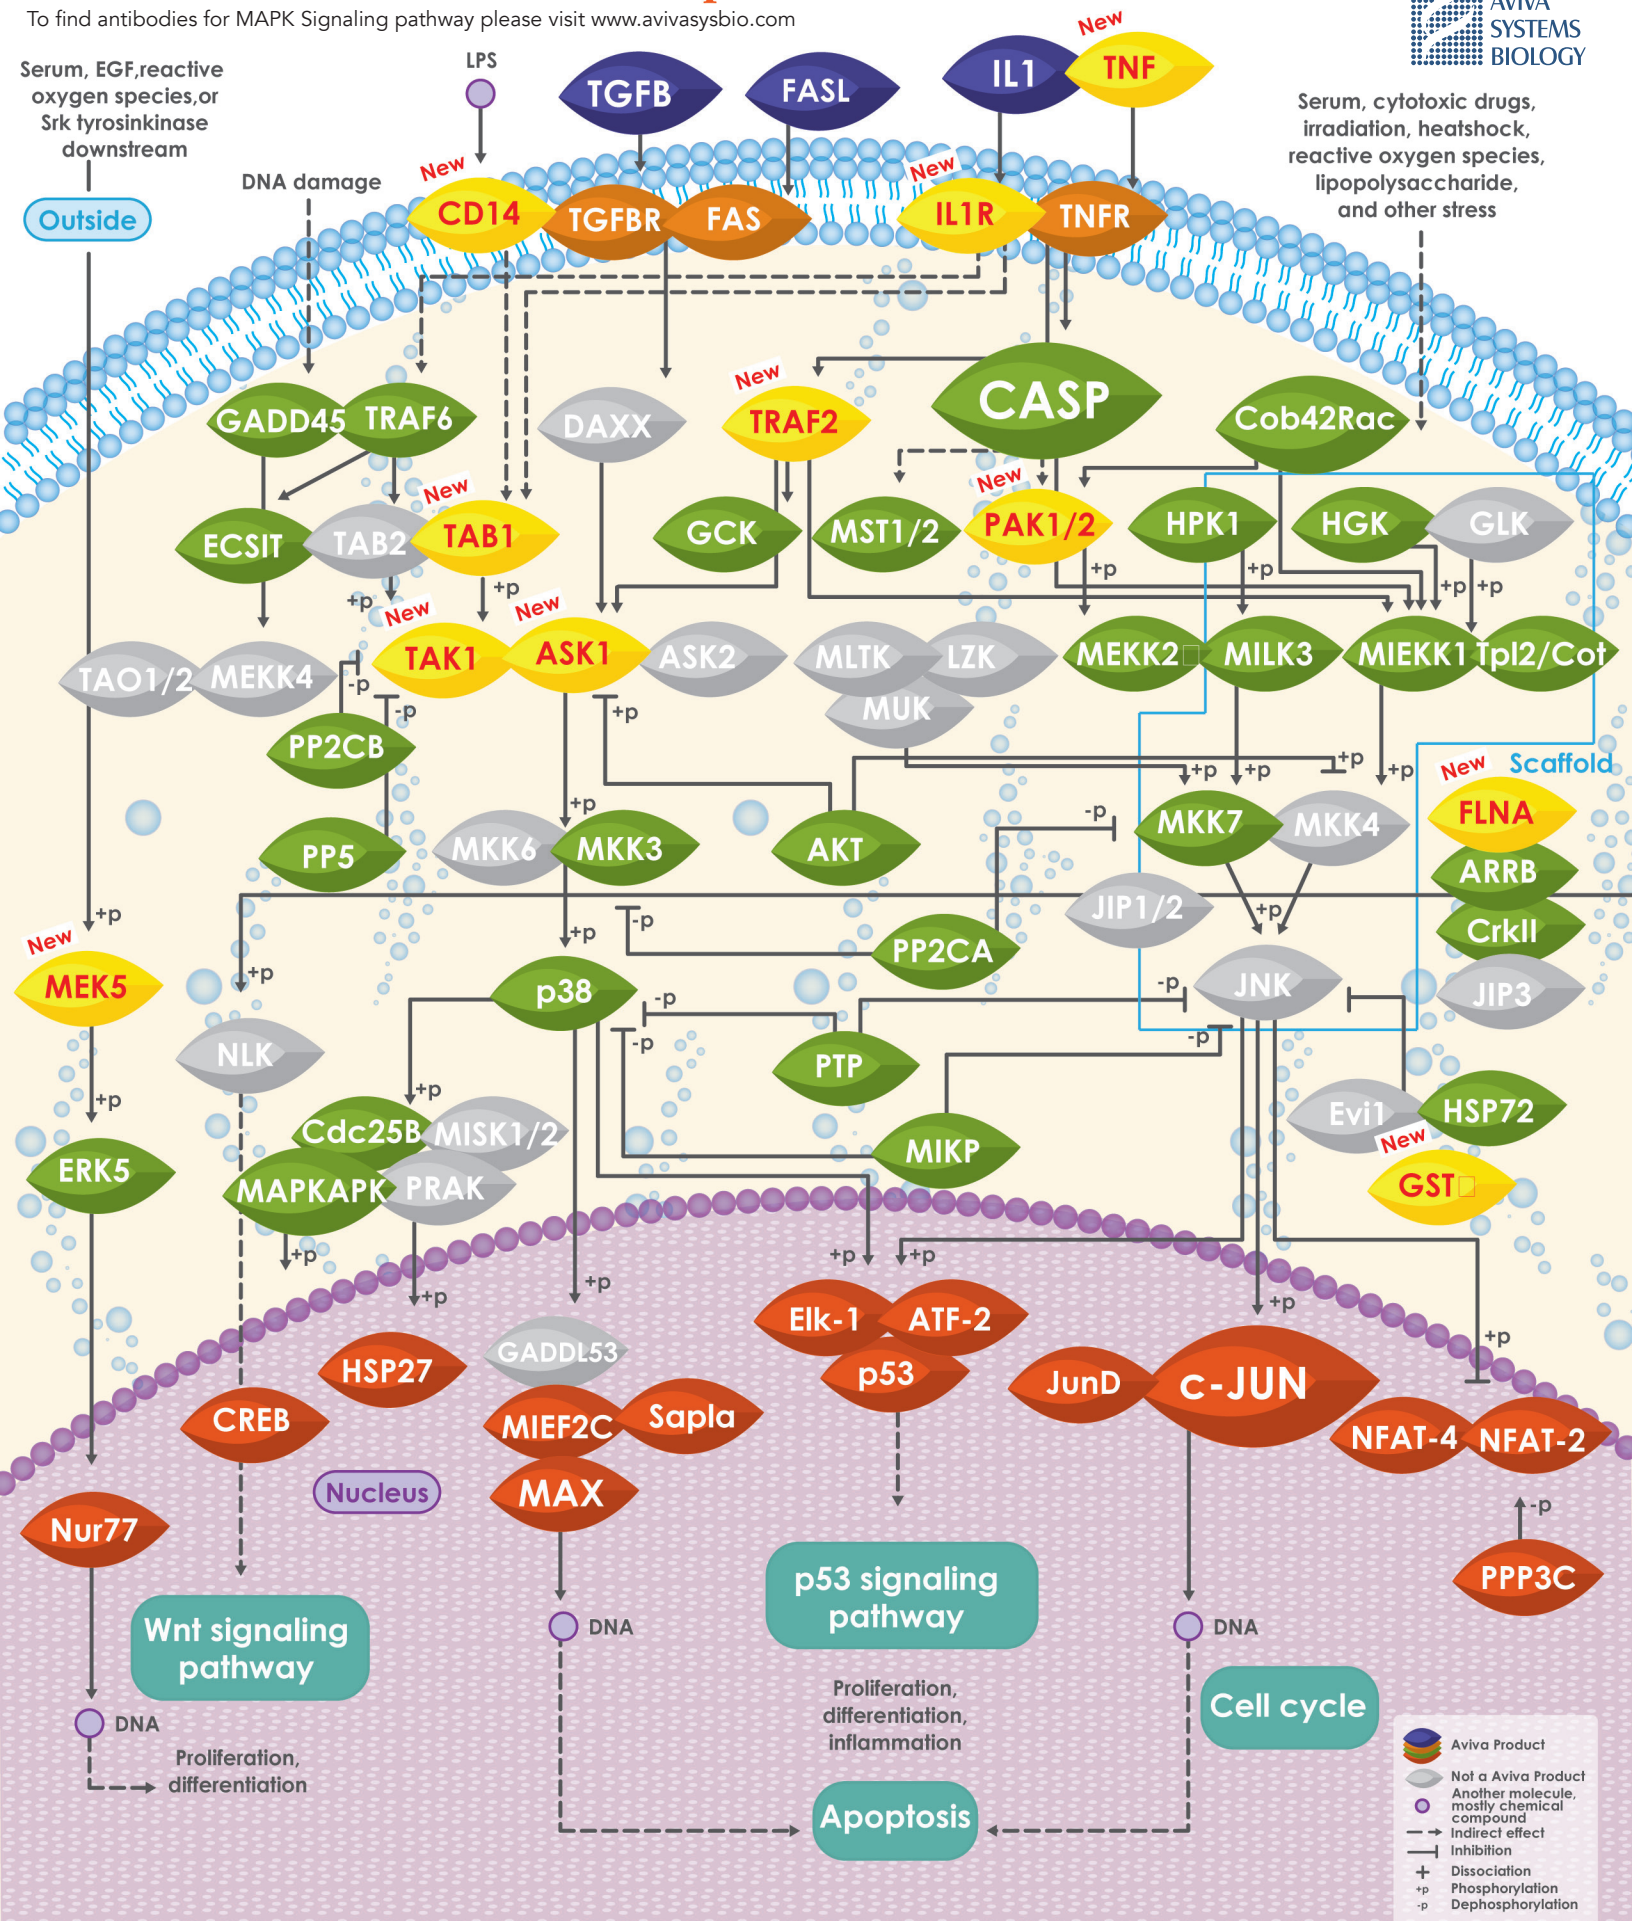 To find antibodies for MAPK Signaling pathway please visit www.avivasysbio.com
AVIVA
SYSTEMS
BIOLOGY
Serum, EGF,reactive
oxygen species,or
Srk tyrosinkinase
downstream
Outside
DNA damage
LPS
TGFB
FASL
IL1
New
TNF
Serum, cytotoxic drugs,
irradiation, heatshock,
reactive oxygen species,
lipopolysaccharide,
and other stress
New
CD14
TGFBR
FAS
New
IL1R
TNFR
GADD45
TRAF6
DAXX
New
TRAF2
CASP
Cob42Rac
ECSIT
TAB2
New
TAB1
GCK
MST1/2
New
PAK1/2
HPK1
HGK
GLK
+p
+p
+p
+p
+p
+p
TAO1/2
MEKK4
New
TAK1
New
ASK1
ASK2
MLTK
LZK
MUK
MEKK2
MILK3
MIEKK1
Tpl2/Cot
-p
-p
+p
PP2CB
+p
+p
+p
+p
Scaffold
PP5
+p
MKK6
MKK3
AKT
-p
MKK7
MKK4
New
FLNA
ARRB
CrkII
JIP3
JIP1/2
+p
+p
-p
+p
PP2CA
New
MEK5
+p
p38
-p
-p
JNK
NLK
-p
-p
PTP
+p
+p
Cdc25B
MISK1/2
MIKP
Evi1
HSP72
New
GST
ERK5
MAPKAPK
PRAK
+p
+p
+p
+p
+p
+p
+p
HSP27
GADDL53
Elk-1
ATF-2
p53
JunD
c-JUN
CREB
MIEF2C
Sapla
NFAT-4
NFAT-2
Nucleus
MAX
-p
Nur77
PPP3C
Wnt signaling
pathway
p53 signaling
pathway
DNA
DNA
Cell cycle
DNA
Proliferation,
differentiation
Proliferation,
differentiation,
inflammation
Apoptosis
Aviva Product
Not a Aviva Product
Another molecule,
mostly chemical
compound
Indirect effect
Inhibition
Dissociation
+p Phosphorylation
-p Dephosphorylation